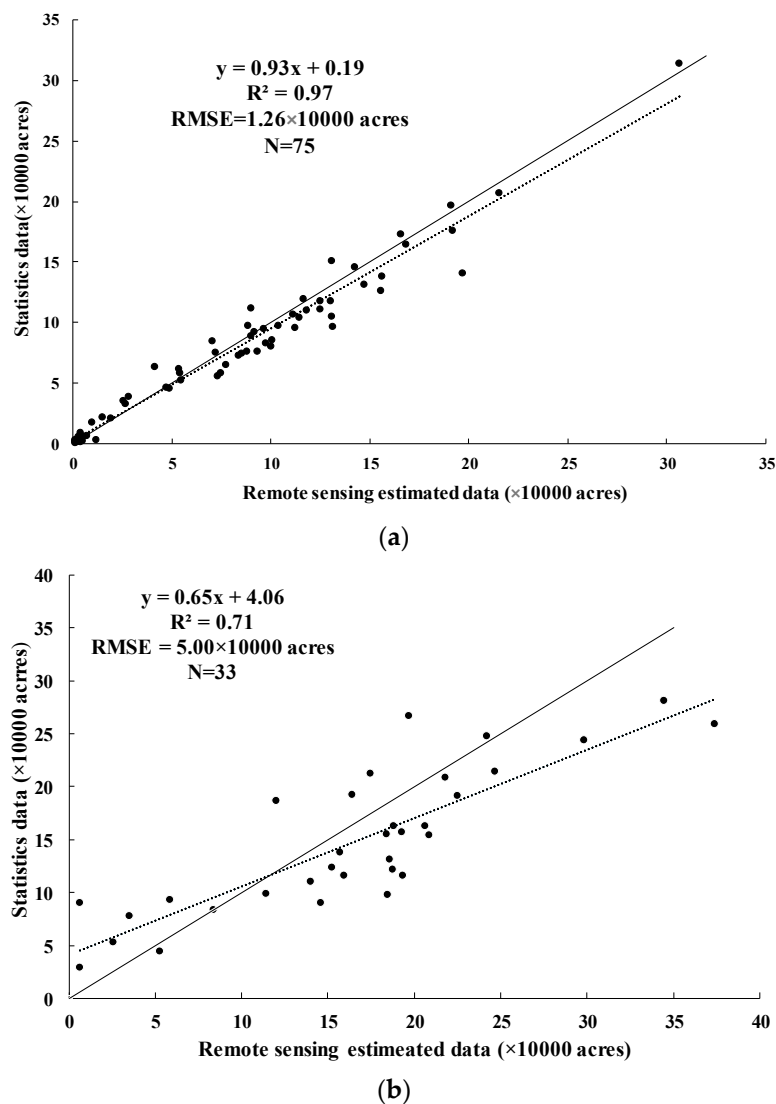 35
30
25
20
15
10
5
0
Statistics data(×10000 acres)
y = 0.93x + 0.19
R² = 0.97
RMSE=1.26×10000 acres
N=75
0 5 10 15 20 25 30 35
Remote sensing estimated data (×10000 acres)
(a)
40
35
30
25
20
15
10
5
0
Statistics data (×10000 acrres)
y = 0.65x + 4.06
R² = 0.71
RMSE = 5.00×10000 acres
N=33
0 5 10 15 20 25 30 35 40
Remote sensing estimeated data (×10000 acres)
(b)